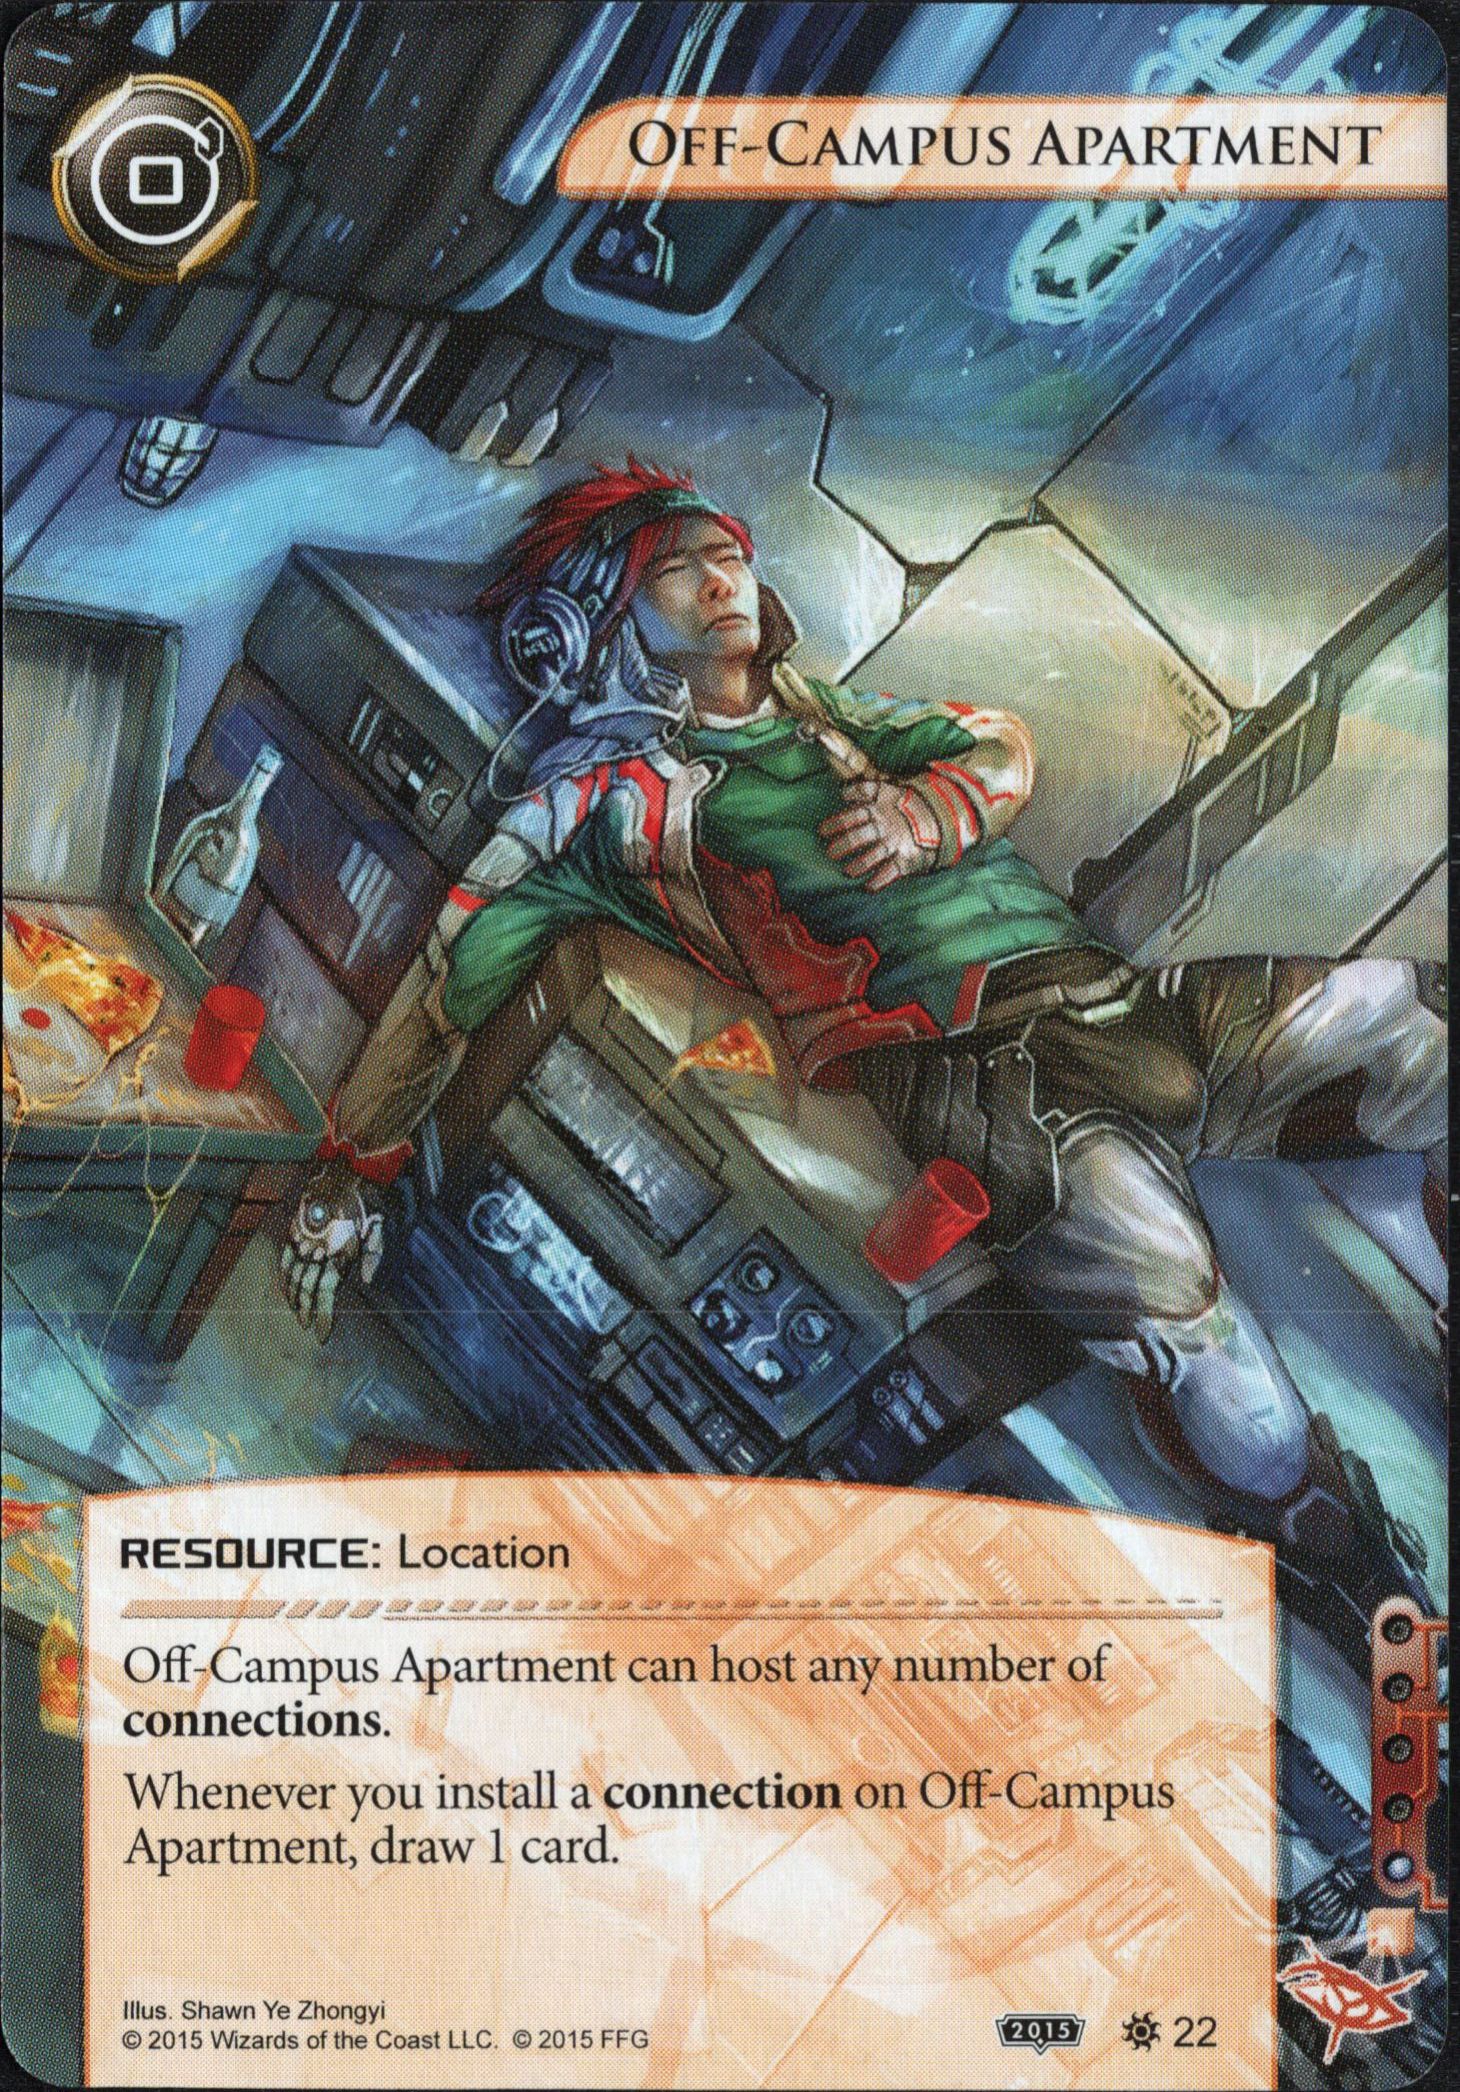 0
OFF-CAMPUS APARTMENT
RESOURCE: Location
Off-Campus Apartment can host any number of
connections.
Whenever you install a connection on Off-Campus
Apartment, draw 1 card.
Illus. Shawn Ye Zhongyi
© 2015 Wizards of the Coast LLC. © 2015 FFG
2015
22